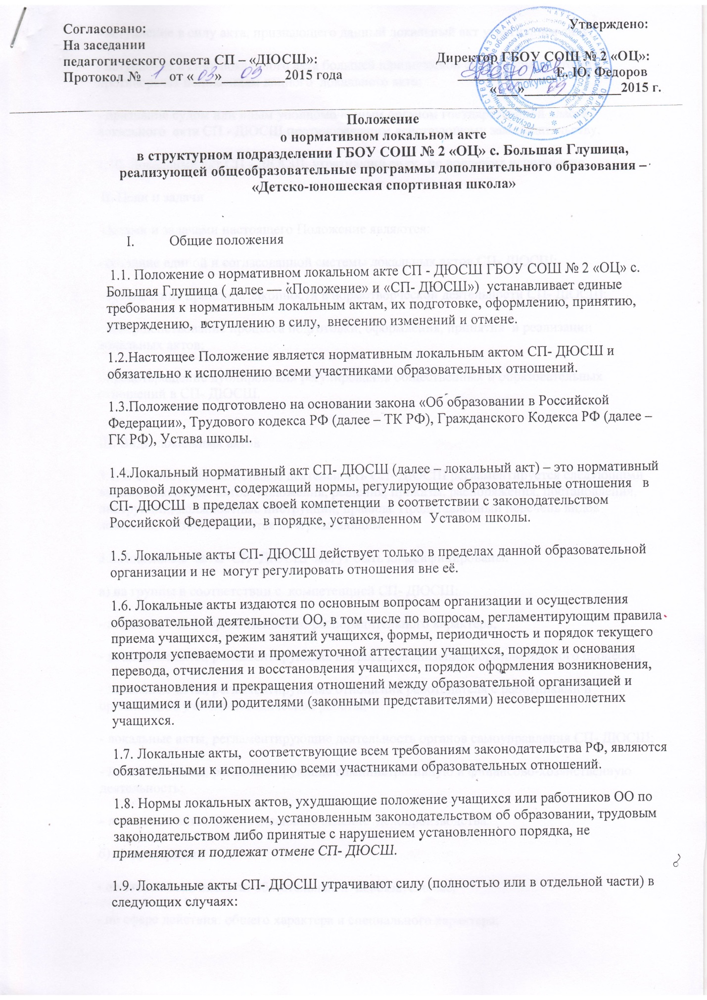 Согласовано:
Утверждено:
На заседании
педагогического совета СП – «ДЮСШ»:
Директор ГБОУ СОШ № 2 «ОЦ»:
Протокол № 1 от « 03 » 09 2015 года
Е. Ю. Федоров
« » 09 2015 г.
Для
документов
Положение
о нормативном локальном акте
в структурном подразделении ГБОУ СОШ № 2 «ОЦ» с. Большая Глушица,
реализующей общеобразовательные программы дополнительного образования –
«Детско-юношеская спортивная школа»
I. Общие положения
1.1. Положение о нормативном локальном акте СП - ДЮСШ ГБОУ СОШ № 2 «ОЦ» с.
Большая Глушица ( далее — «Положение» и «СП- ДЮСШ») устанавливает единые
требования к нормативным локальным актам, их подготовке, оформлению, принятию,
утверждению, вступлению в силу, внесению изменений и отмене.
1.2.Настоящее Положение является нормативным локальным актом СП- ДЮСШ и
обязательно к исполнению всеми участниками образовательных отношений.
1.3.Положение подготовлено на основании закона «Об образовании в Российской
Федерации», Трудового кодекса РФ (далее – ТК РФ), Гражданского Кодекса РФ (далее –
ГК РФ), Устава школы.
1.4.Локальный нормативный акт СП- ДЮСШ (далее – локальный акт) – это нормативный
правовой документ, содержащий нормы, регулирующие образовательные отношения в
СП- ДЮСШ в пределах своей компетенции в соответствии с законодательством
Российской Федерации, в порядке, установленном Уставом школы.
1.5. Локальные акты СП- ДЮСШ действует только в пределах данной образовательной
организации и не могут регулировать отношения вне её.
1.6. Локальные акты издаются по основным вопросам организации и осуществления
образовательной деятельности ОО, в том числе по вопросам, регламентирующим правила
приема учащихся, режим занятий учащихся, формы, периодичность и порядок текущего
контроля успеваемости и промежуточной аттестации учащихся, порядок и основания
перевода, отчисления и восстановления учащихся, порядок оформления возникновения,
приостановления и прекращения отношений между образовательной организацией и
учащимися и (или) родителями (законными представителями) несовершеннолетних
учащихся.
1.7. Локальные акты, соответствующие всем требованиям законодательства РФ, являются
обязательными к исполнению всеми участниками образовательных отношений.
1.8. Нормы локальных актов, ухудшающие положение учащихся или работников ОО по
сравнению с положением, установленным законодательством об образовании, трудовым
законодательством либо принятые с нарушением установленного порядка, не
применяются и подлежат отмене СП- ДЮСШ.
1.9. Локальные акты СП- ДЮСШ утрачивают силу (полностью или в отдельной части) в
следующих случаях: